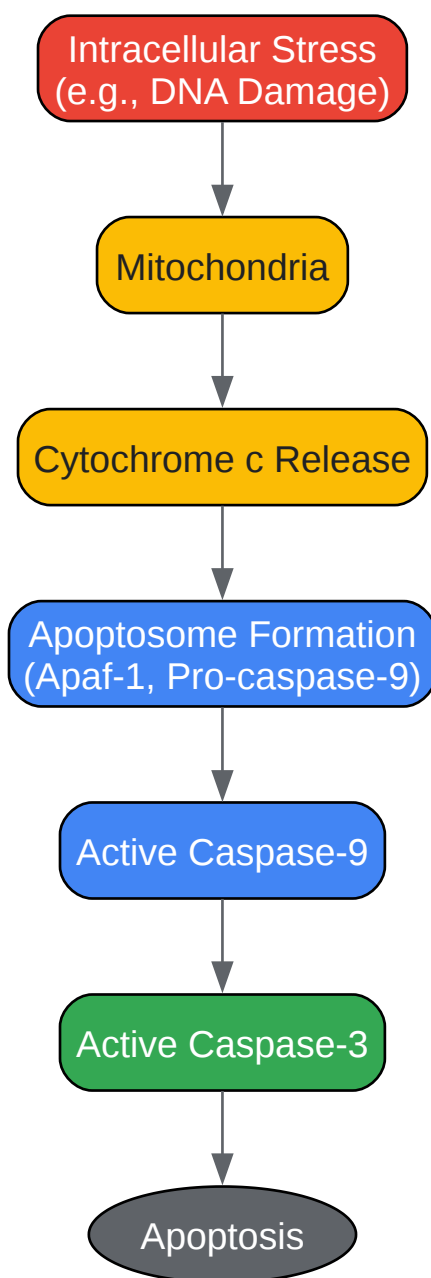 Intracellular Stress
(e.g., DNA Damage)
Mitochondria
Cytochrome c Release
Apoptosome Formation
(Apaf-1, Pro-caspase-9)
Active Caspase-9
Active Caspase-3
Apoptosis